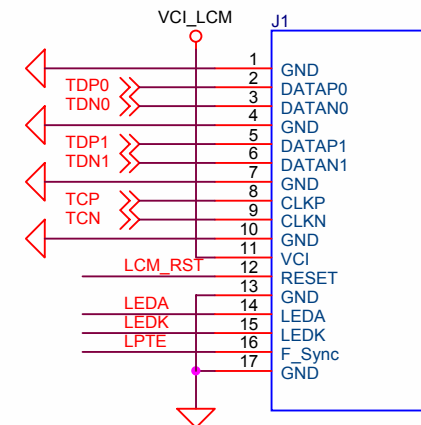 VCI_LCM
J1
1 GND
TDP0 2 DATAP0
TDN0 3 DATAN0
4 GND
TDP1 5 DATAP1
TDN1 6 DATAN1
7 GND
TCP 8 CLKP
TCN 9 CLKN
10 GND
11 VCI
LCM_RST 12 RESET
13 GND
LEDA 14 LEDA
LEDK 15 LEDK
LPTE 16 F_Sync
17 GND